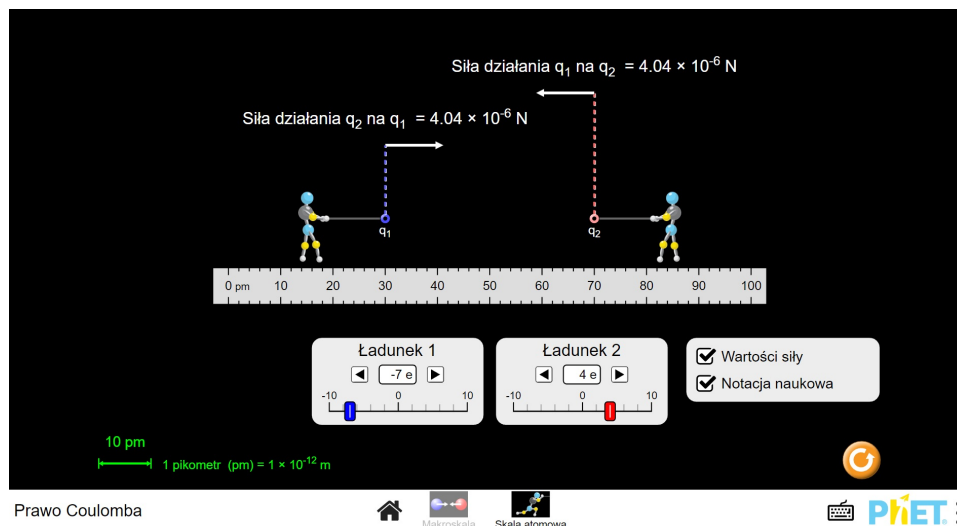 Siła działania q₁ na q₂ = 4.04 × 10⁻⁶ N
Siła działania q₂ na q₁ = 4.04 × 10⁻⁶ N
q₁
q₂
0 pm 10 20 30 40 50 60 70 80 90 100
Ładunek 1
-7 e
-10 0 10
Ładunek 2
4 e
-10 0 10
Wartości siły
Notacja naukowa
10 pm
1 pikometr (pm) = 1 × 10⁻¹² m
Prawo Coulomba
Makroskala
Skala atomowa
PhET